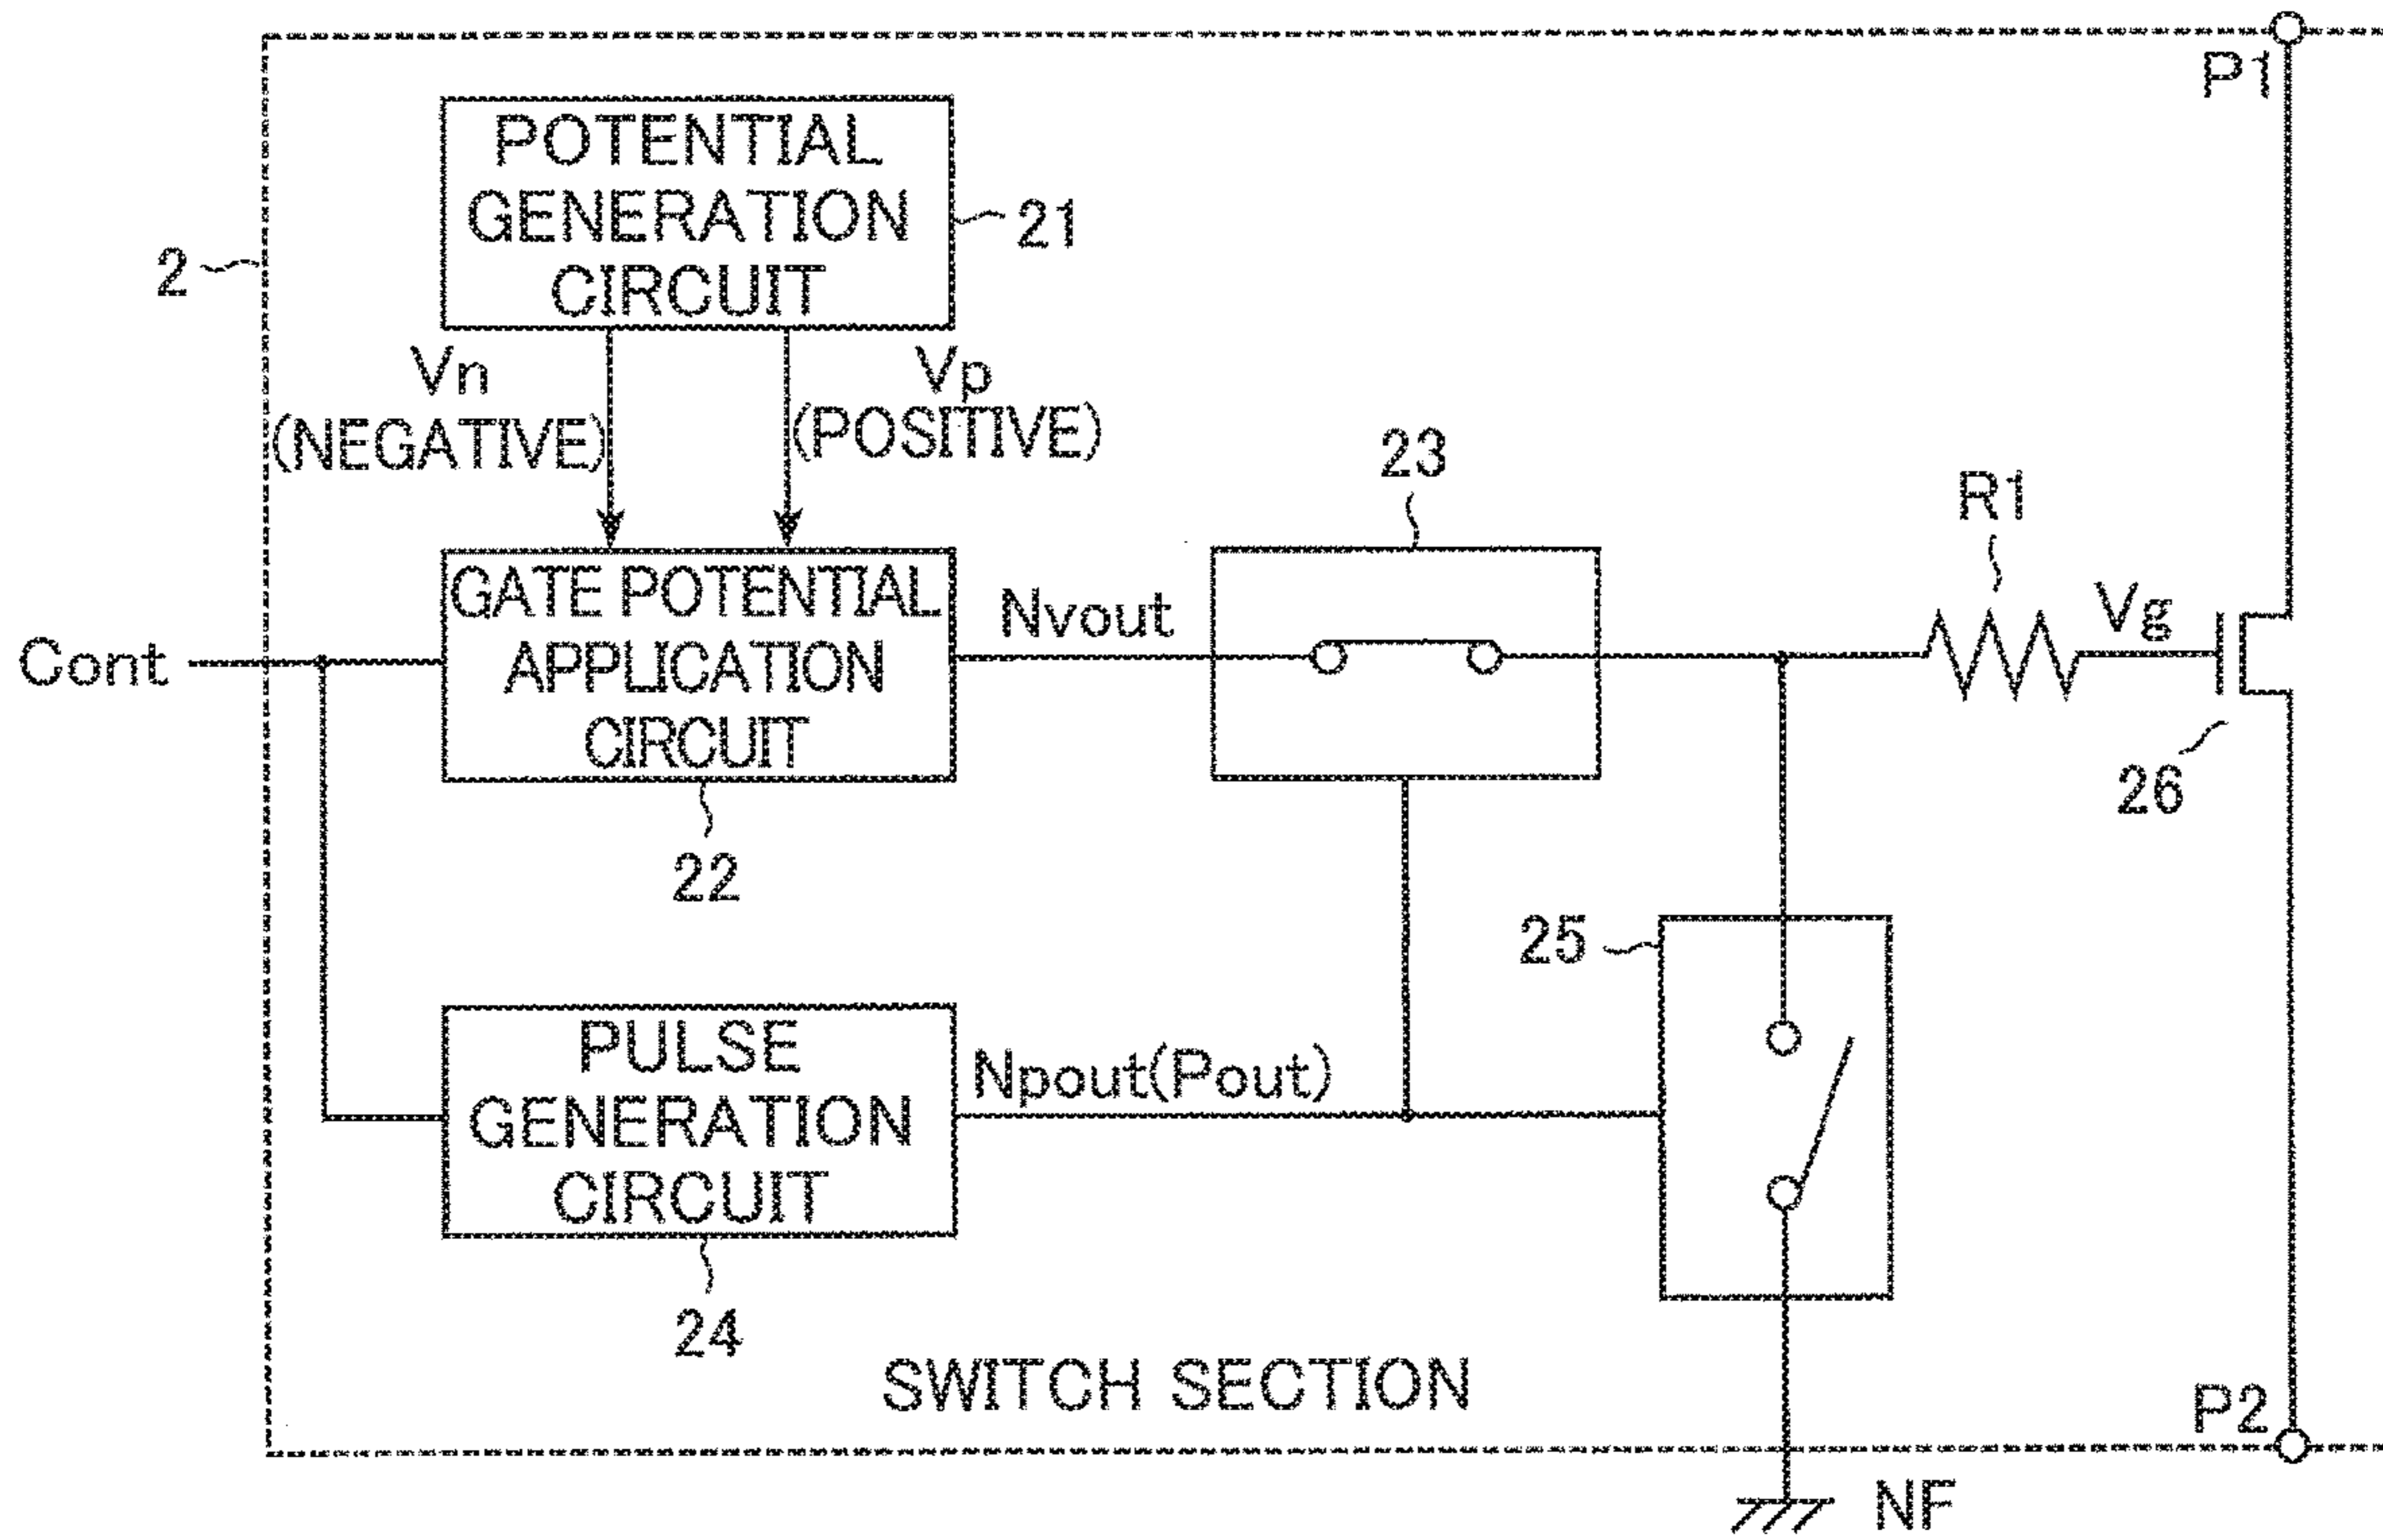 P1
POTENTIAL
GENERATION
CIRCUIT
21
2
Vn
(NEGATIVE)
Vp
(POSITIVE)
23
R1
Cont
GATE POTENTIAL
APPLICATION
CIRCUIT
Nvout
Vg
26
22
25
PULSE
GENERATION
CIRCUIT
Npout(Pout)
24
SWITCH SECTION
P2
NF